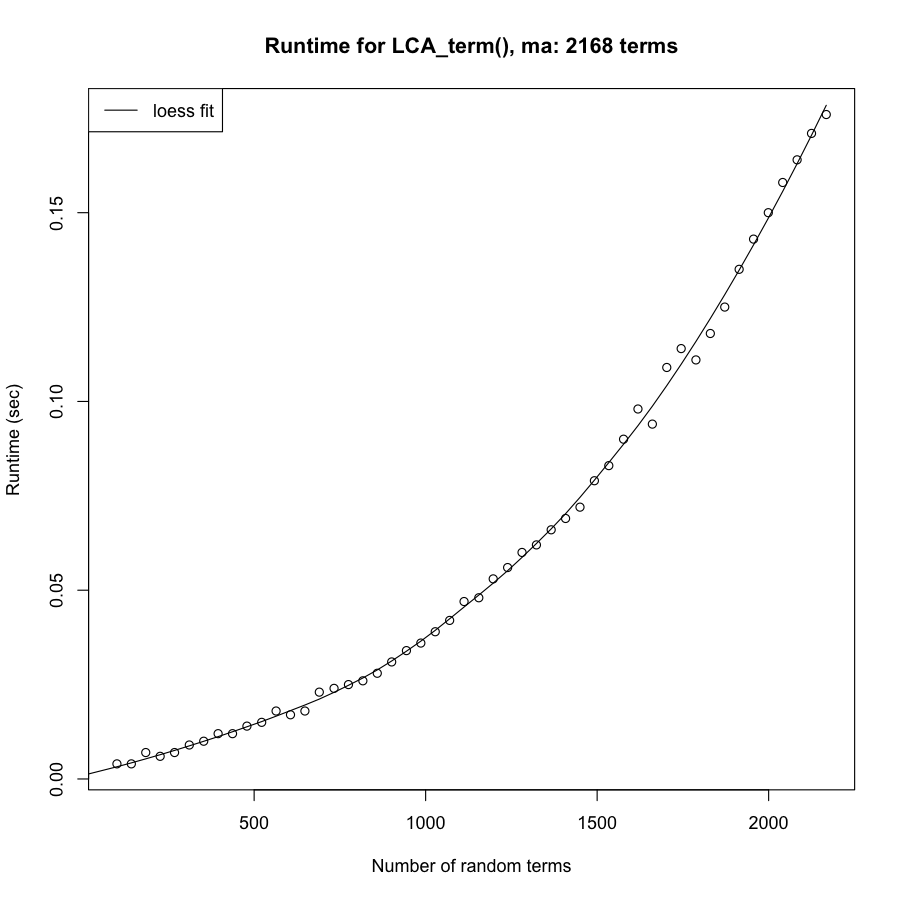 Runtime for LCA_term(), ma: 2168 terms
loess fit
0.15
0.10
0.05
0.00
Runtime (sec)
500 1000 1500 2000
Number of random terms